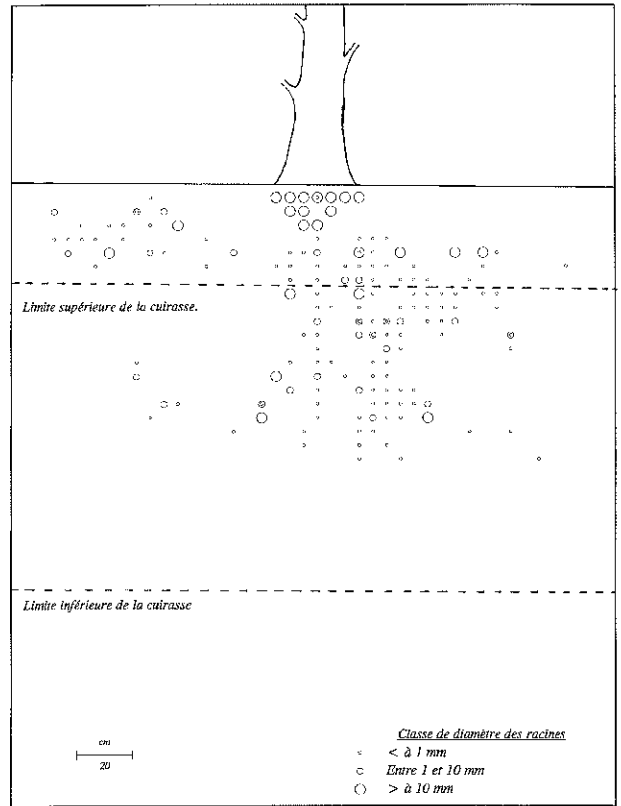 Limite supérieure de la cuirasse.
Limite inférieure de la cuirasse
cm
20
Classe de diamètre des racines
< à 1 mm
Entre 1 et 10 mm
> à 10 mm